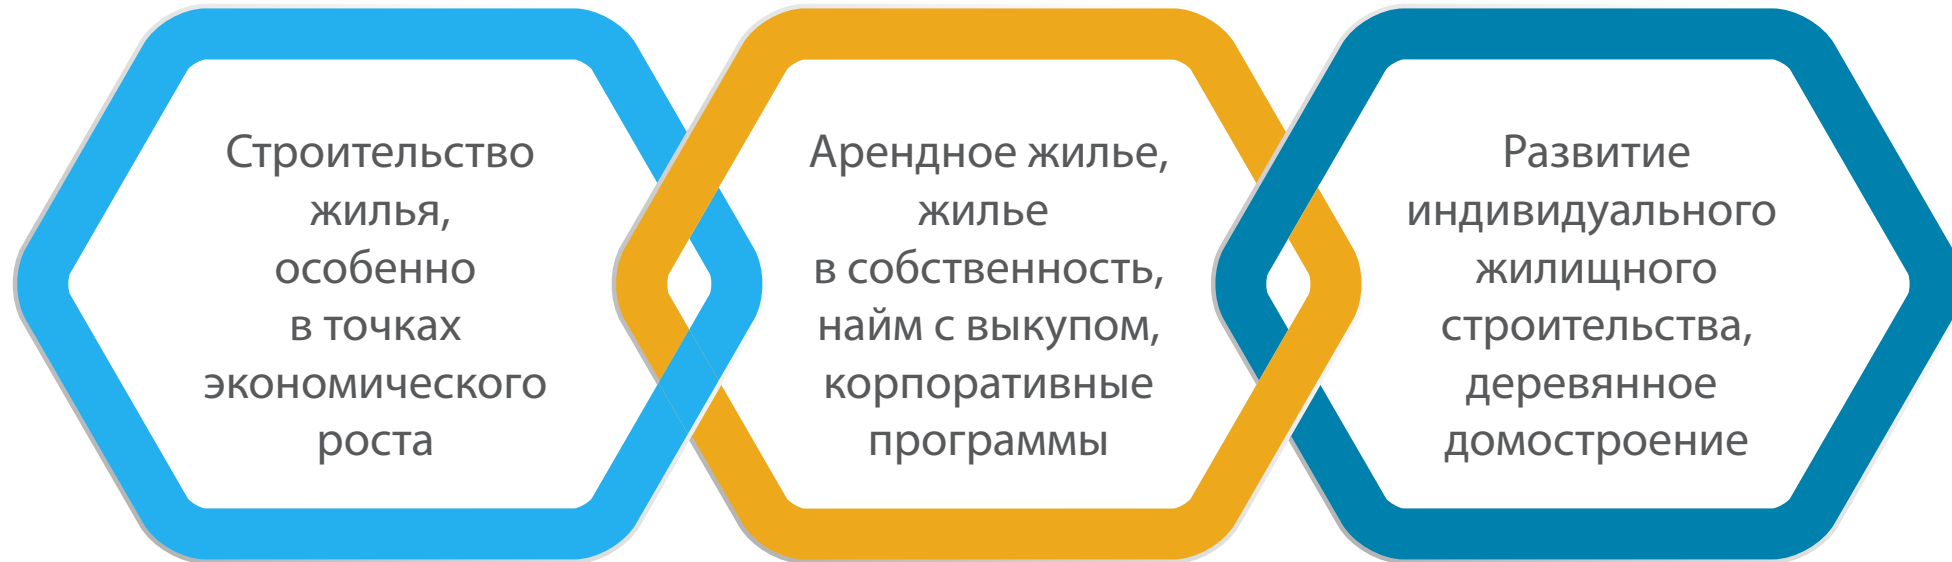 Строительство
жилья,
особенно
в точках
экономического
роста
Арендное жилье,
жилье
в собственность,
найм с выкупом,
корпоративные
программы
Развитие
индивидуального
жилищного
строительства,
деревянное
домостроение